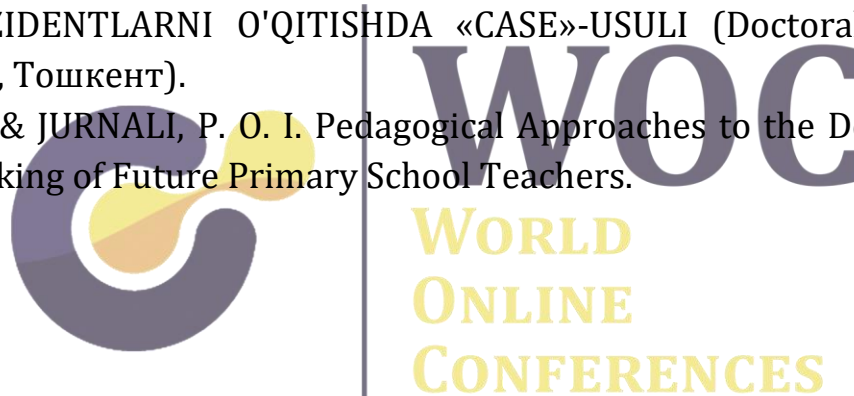 ZIDENTLARNI O'QITISHDA «CASE»-USULI (Doctoral
, Тошкент).
& JURNALI, P. O. I. Pedagogical Approaches to the D
king of Future Primary School Teachers.
WOC
WORLD
ONLINE
CONFERENCES